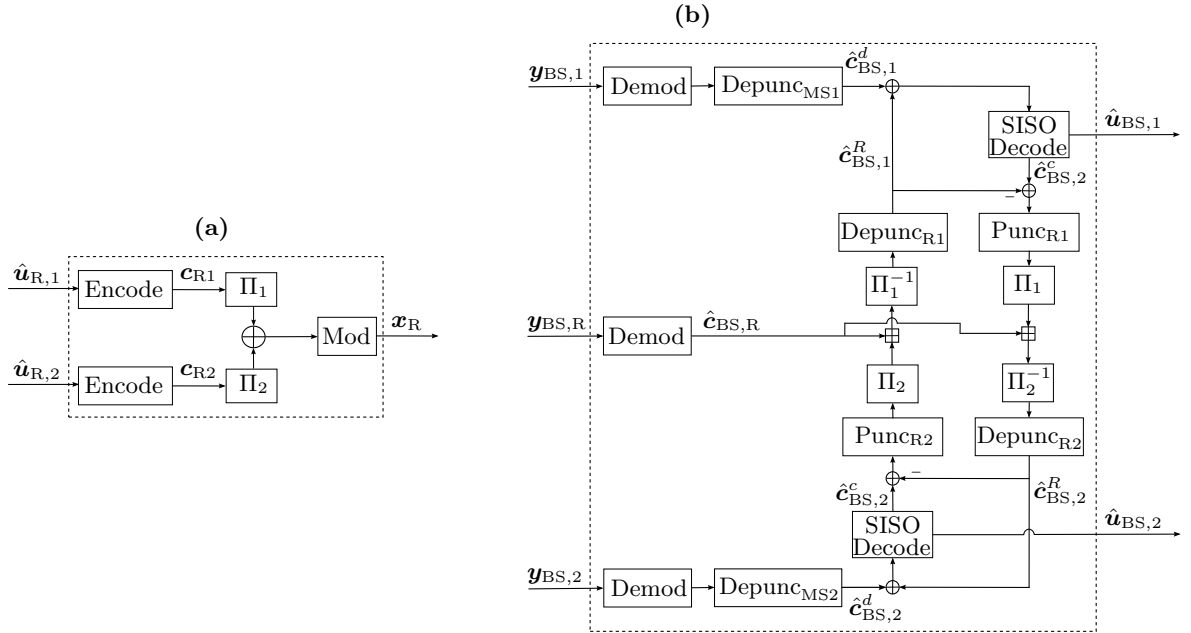 (a)
û_R,1
Encode
c_R1
Π_1
⊕
Mod
x_R
û_R,2
Encode
c_R2
Π_2
(b)
y_BS,1
Demod
Depunc_MS1
ĉ^d_BS,1
SISO
Decode
û_BS,1
ĉ^R_BS,1
ĉ^c_BS,2
−
Depunc_R1
Punc_R1
Π_1^−1
Π_1
y_BS,R
Demod
ĉ_BS,R
Π_2
Π_2^−1
Punc_R2
Depunc_R2
−
ĉ^c_BS,2
ĉ^R_BS,2
SISO
Decode
û_BS,2
y_BS,2
Demod
Depunc_MS2
ĉ^d_BS,2